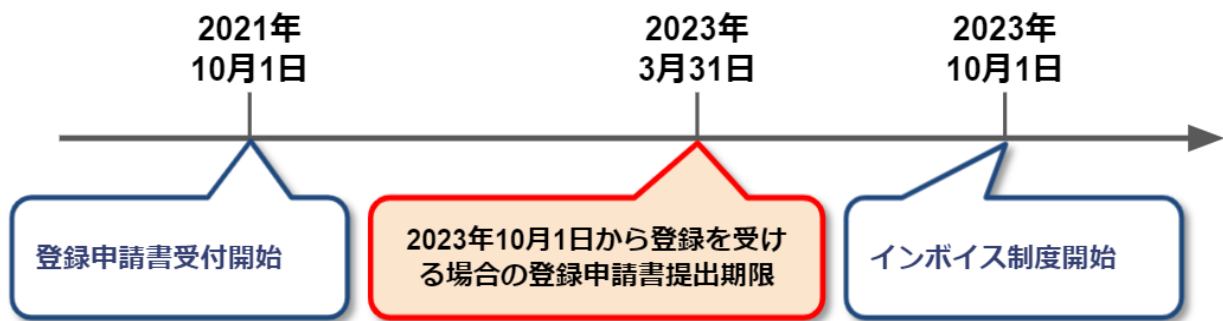 2021年
10月1日
2023年
3月31日
2023年
10月1日
登録申請書受付開始
2023年10月1日から登録を受け
る場合の登録申請書提出期限
インボイス制度開始